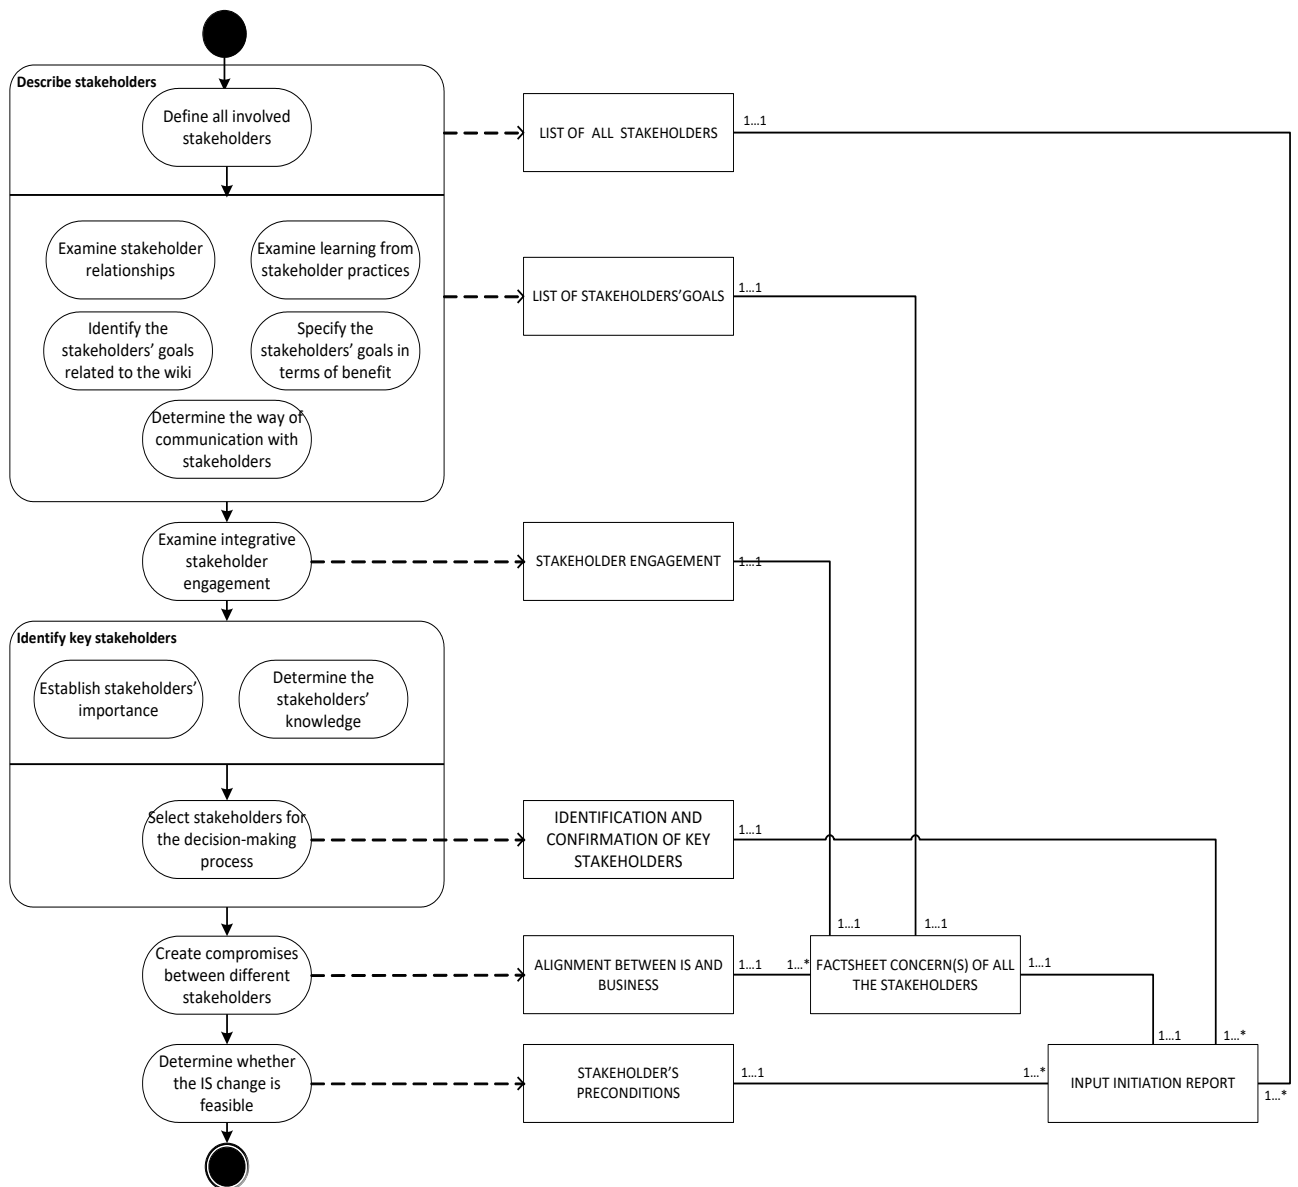 Describe stakeholders
Define all involved
stakeholders
LIST OF ALL STAKEHOLDERS
1...1
Examine stakeholder
relationships
Examine learning from
stakeholder practices
Identify the
stakeholders’ goals
related to the wiki
Specify the
stakeholders’ goals in
terms of benefit
Determine the way of
communication with
stakeholders
LIST OF STAKEHOLDERS’GOALS
1...1
Examine integrative
stakeholder
engagement
STAKEHOLDER ENGAGEMENT
1...1
Identify key stakeholders
Establish stakeholders’
importance
Determine the
stakeholders’
knowledge
Select stakeholders for
the decision-making
process
IDENTIFICATION AND
CONFIRMATION OF KEY
STAKEHOLDERS
1...1
1...1
1...1
Create compromises
between different
stakeholders
ALIGNMENT BETWEEN IS AND
BUSINESS
1...1
1...*
FACTSHEET CONCERN(S) OF ALL
THE STAKEHOLDERS
1...1
1...1
1...*
Determine whether
the IS change is
feasible
STAKEHOLDER’S
PRECONDITIONS
1...1
1...*
INPUT INITIATION REPORT
1...*